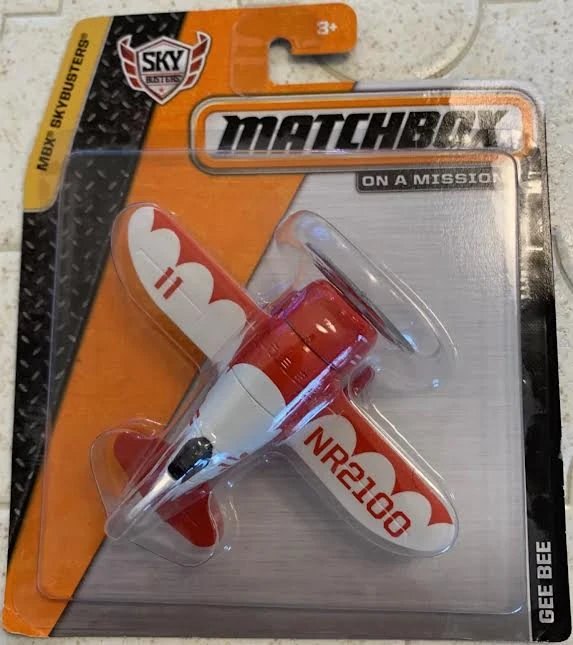 3+
SKY
BUSTERS
MBX® SKYBUSTERS®
MATCHBOX
ON A MISSION
11
NR2100
GEE BEE